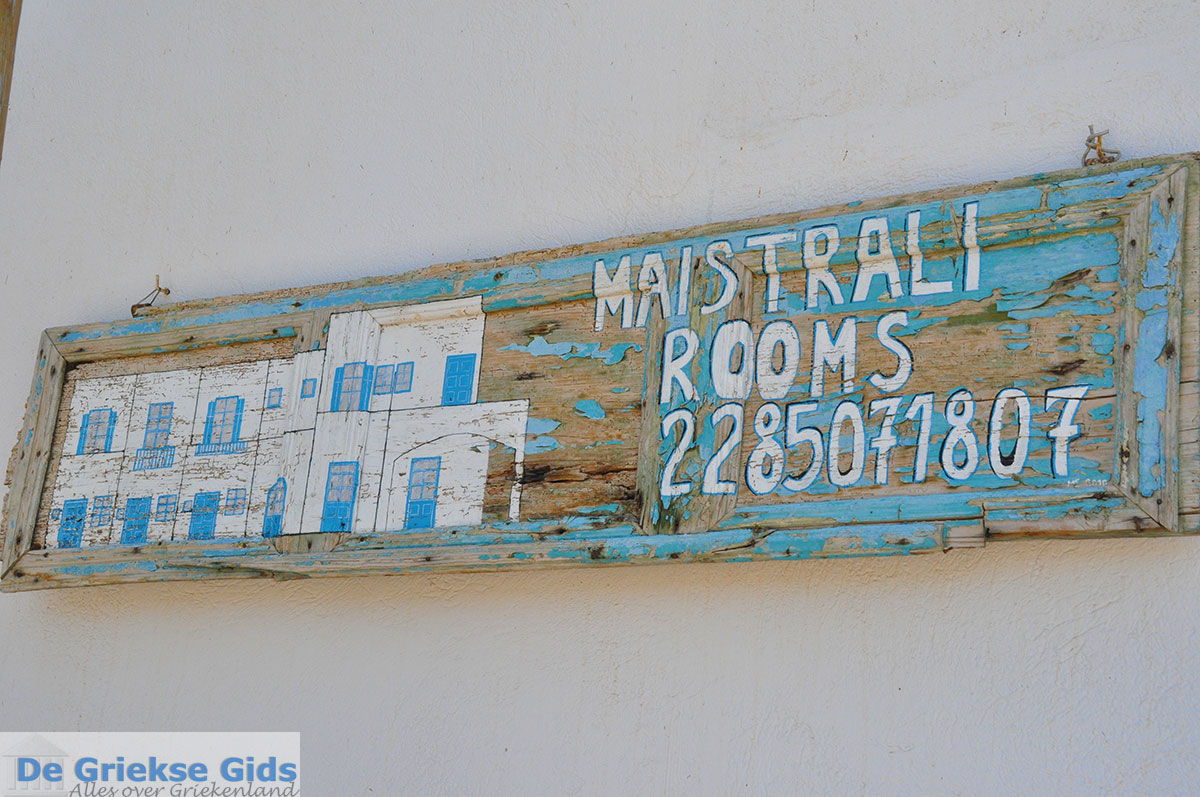 MAISTRALI
ROOMS
2285071807
De Griekse Gids
Alles over Griekenland